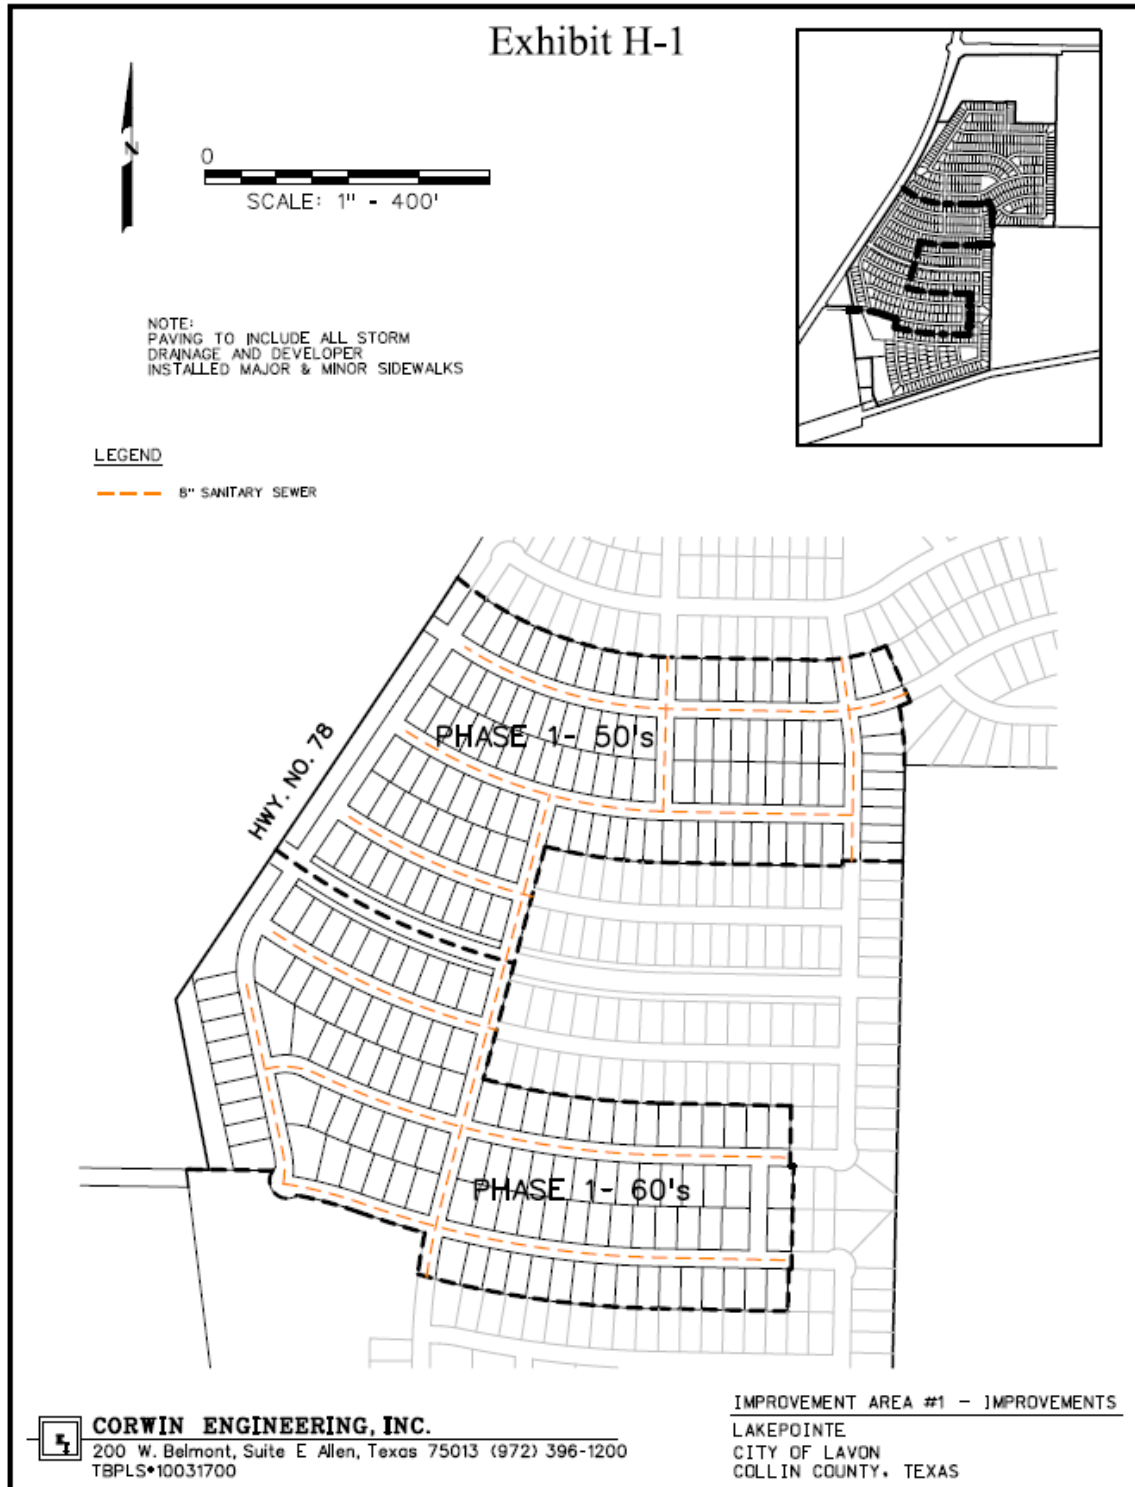 Exhibit H-1
N
0
SCALE: 1" - 400'
NOTE:
PAVING TO INCLUDE ALL STORM
DRAINAGE AND DEVELOPER
INSTALLED MAJOR & MINOR SIDEWALKS
LEGEND
8" SANITARY SEWER
PHASE 1- 50's
HWY. NO. 78
PHASE 1- 60's
CORWIN ENGINEERING, INC.
200 W. Belmont, Suite E Allen, Texas 75013 (972) 396-1200
TBPLS•10031700
IMPROVEMENT AREA #1 - IMPROVEMENTS
LAKEPOINTE
CITY OF LAVON
COLLIN COUNTY, TEXAS